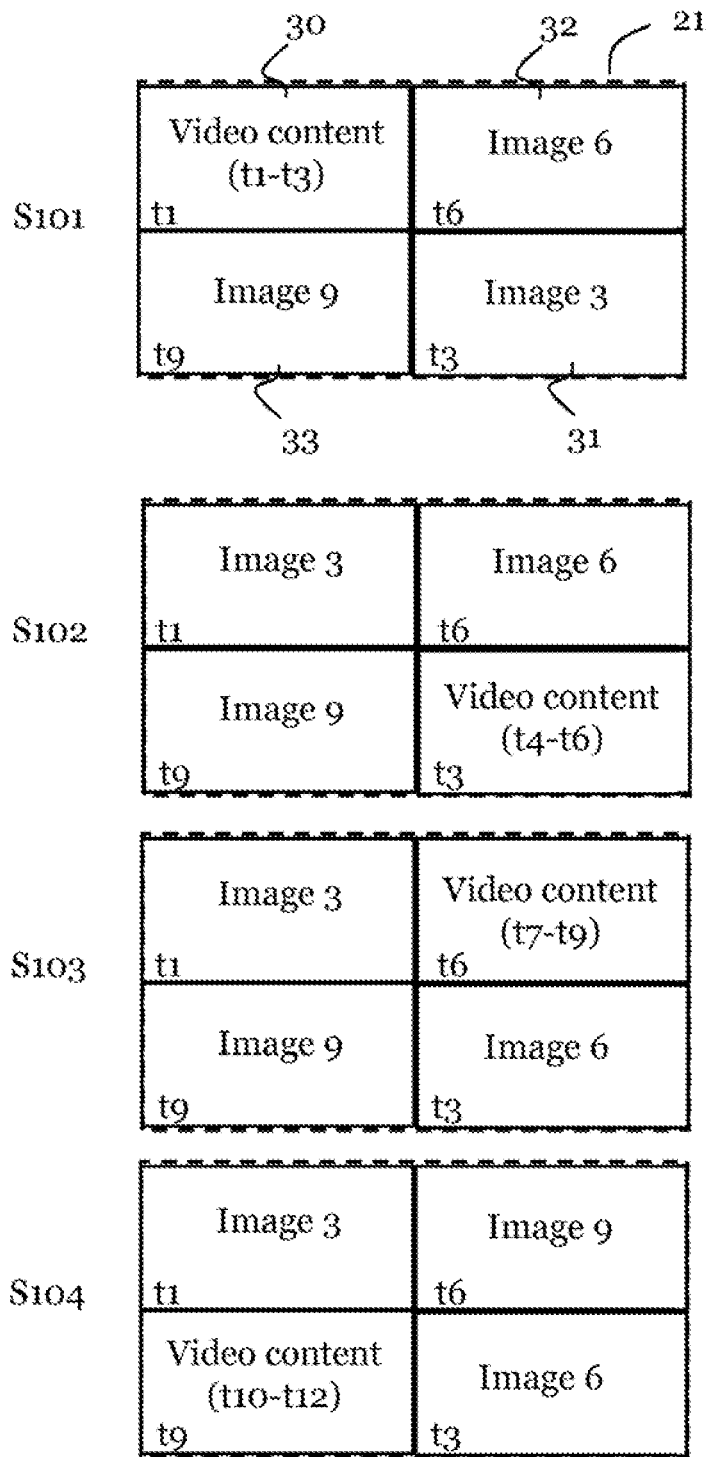 30
32
21
Video content
(t1-t3)
t1
Image 6
t6
S101
Image 9
t9
Image 3
t3
33
31
Image 3
t1
Image 6
t6
S102
Image 9
t9
Video content
(t4-t6)
t3
Image 3
t1
Video content
(t7-t9)
t6
S103
Image 9
t9
Image 6
t3
Image 3
t1
Image 9
t6
S104
Video content
(t10-t12)
t9
Image 6
t3